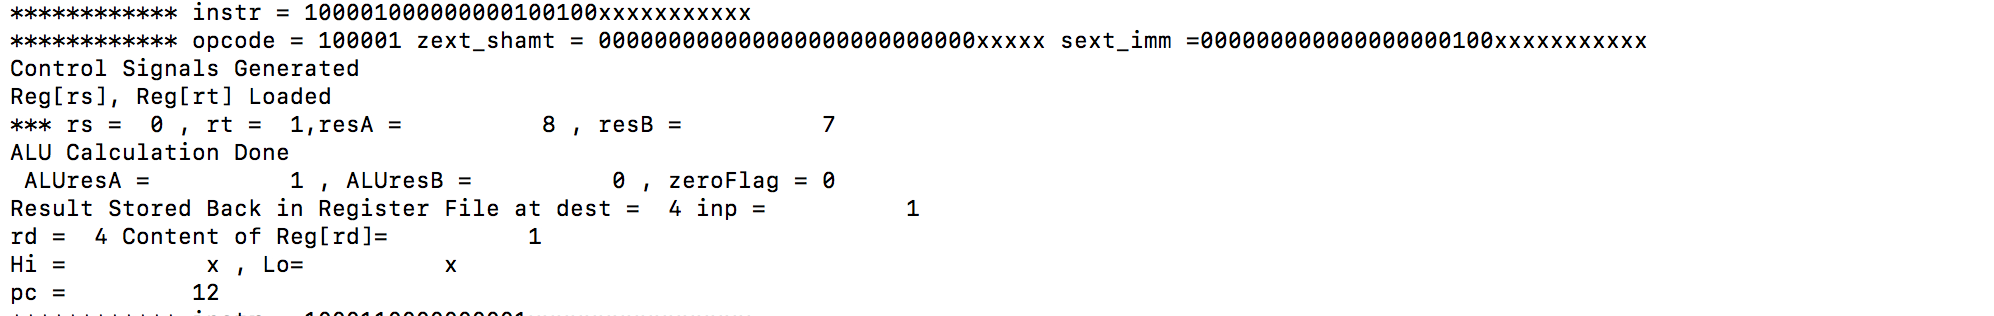 ************ instr = 100001000000000100100xxxxxxxxxxx
************ opcode = 100001 zext_shamt = 000000000000000000000000000xxxxx sext_imm =000000000000000000100xxxxxxxxxxx
Control Signals Generated
Reg[rs], Reg[rt] Loaded
*** rs =  0 , rt =  1,resA =          8 , resB =          7
ALU Calculation Done
 ALUresA =          1 , ALUresB =          0 , zeroFlag = 0
Result Stored Back in Register File at dest =  4 inp =          1
rd =  4 Content of Reg[rd]=          1
Hi =          x , Lo=          x
pc =         12